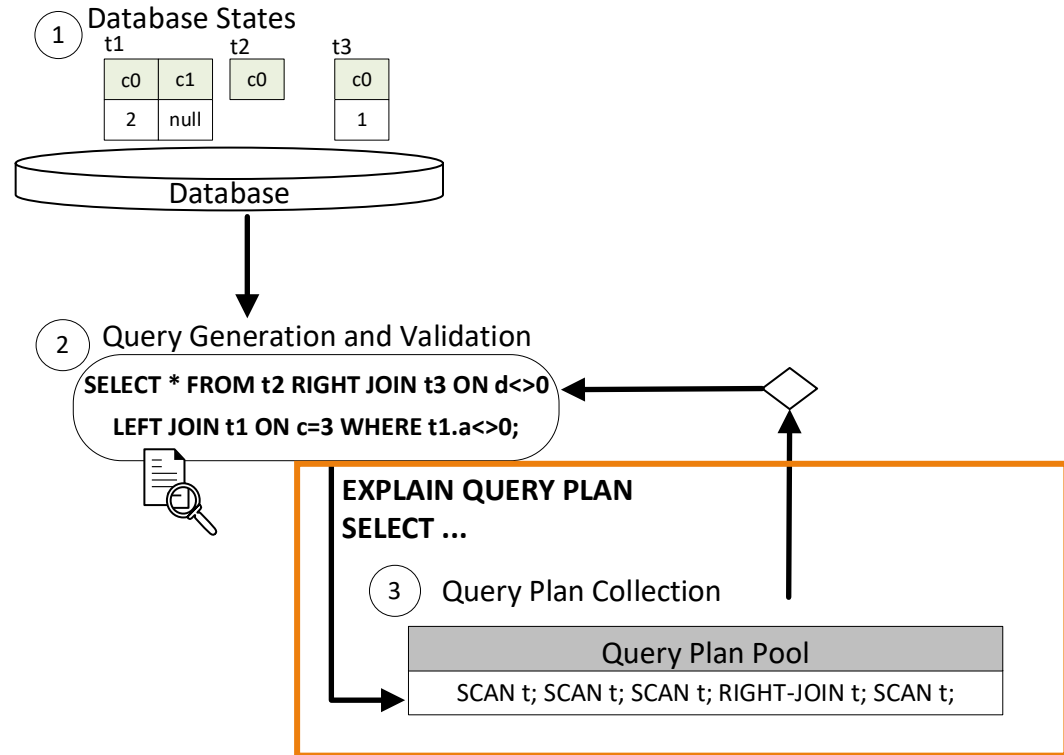 1
Database States
t1 t2 t3
c0 c1 c0 c0
2 null 1
Database
2
Query Generation and Validation
SELECT * FROM t2 RIGHT JOIN t3 ON d<>0
LEFT JOIN t1 ON c=3 WHERE t1.a<>0;
EXPLAIN QUERY PLAN
SELECT ...
3
Query Plan Collection
Query Plan Pool
SCAN t; SCAN t; SCAN t; RIGHT-JOIN t; SCAN t;